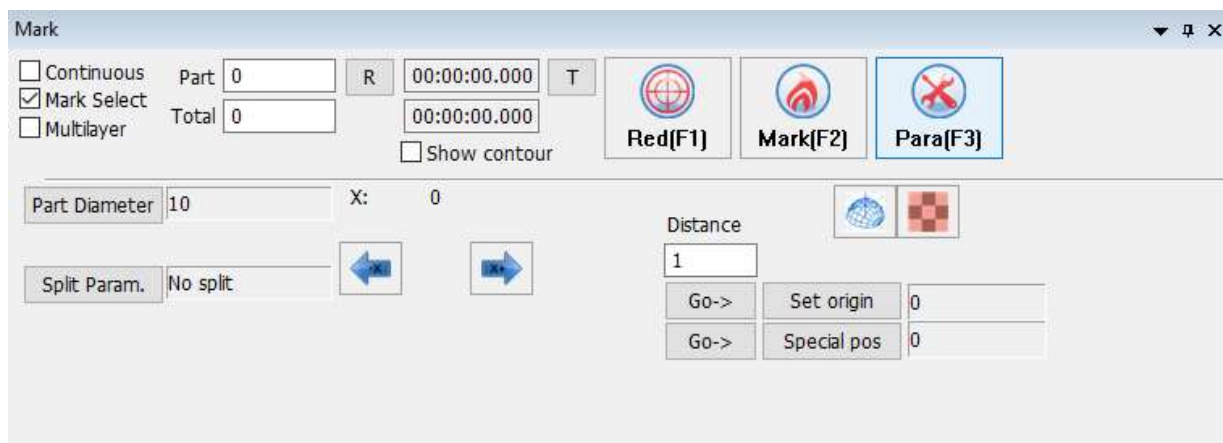 Mark
Continuous
Mark Select
Multilayer
Part 0 R 00:00:00.000 T
Total 0 00:00:00.000
Show contour
Red(F1) Mark(F2) Para(F3)
Part Diameter 10 X: 0
Distance
1
Split Param. No split
Go-> Set origin 0
Go-> Special pos 0